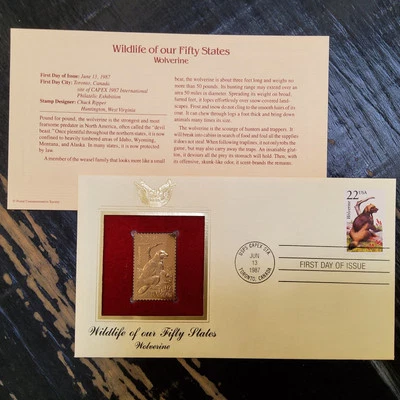 Wildlife of our Fifty States
Wolverine
First Day of Issue: June 13, 1987
First Day City: Toronto, Canada
site of CAPEX 1987 International
Philatelic Exhibition
Stamp Designer: Chuck Ripper
Huntington, West Virginia
Pound for pound, the wolverine is the strongest and most
fearsome predator in North America, often called the "devil
bear." Once plentiful throughout the northern states, it is now
confined to heavily timbered areas of Idaho, Wyoming,
Montana, and Alaska. In many states, it is now protected
by law.
A member of the weasel family that looks more like a small
bear, the wolverine is about three feet long and weighs no
more than 50 pounds. Its hunting range may extend over an
area 50 miles in diameter. Spreading its weight on broad,
furred feet, it lopes effortlessly over snow-covered land-
scapes. Frost and snow do not cling to the smooth hairs of its
coat. It can chew through logs a foot thick and bring down
animals many times its size.
The wolverine is the scourge of hunters and trappers. It
will break into cabins in search of food and steal all the supplies
it does not need. When following traplines, it not only robs the
game, but may also carry away the traps. An insatiable glut-
ton, it devours all the prey its stomach will hold. Then, with
its offensive, skunk-like odor, it scent-brands the remains.
22 USA
Wolverine
USPS CAPEX STA.
JUN
13
1987
TORONTO, CANADA
FIRST DAY OF ISSUE
Wildlife of our Fifty States
Wolverine